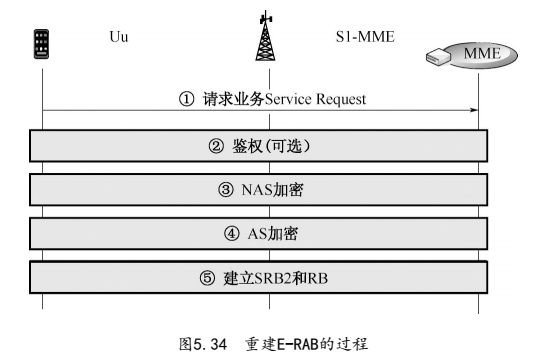 Uu
S1-MME
MME
① 请求业务Service Request
② 鉴权(可选)
③ NAS加密
④ AS加密
⑤ 建立SRB2和RB
图5.34 重建E-RAB的过程